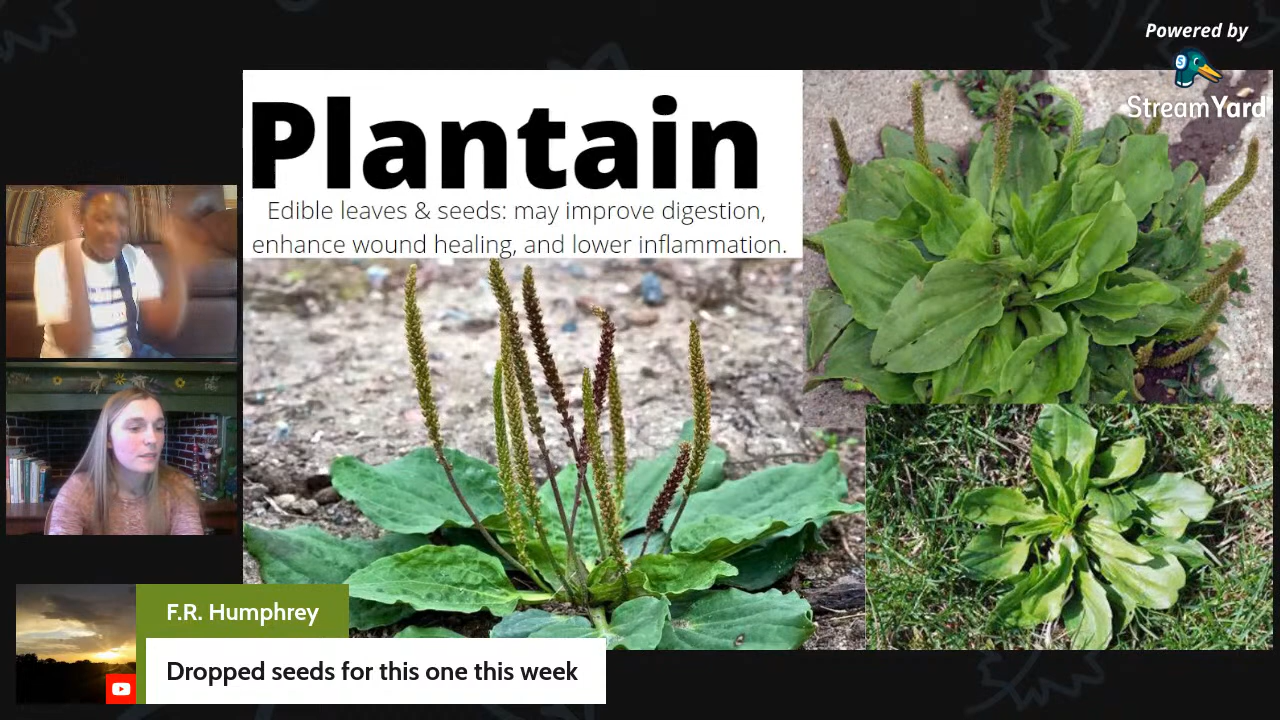 Powered by
StreamYard
Plantain
Edible leaves & seeds: may improve digestion,
enhance wound healing, and lower inflammation.
F.R. Humphrey
Dropped seeds for this one this week